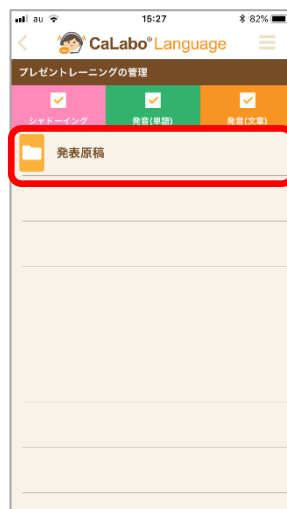 au 15:27 82%
CaLabo® Language
プレゼントレーニングの管理
シャドーイング 発音(単語) 発音(文章)
発表原稿